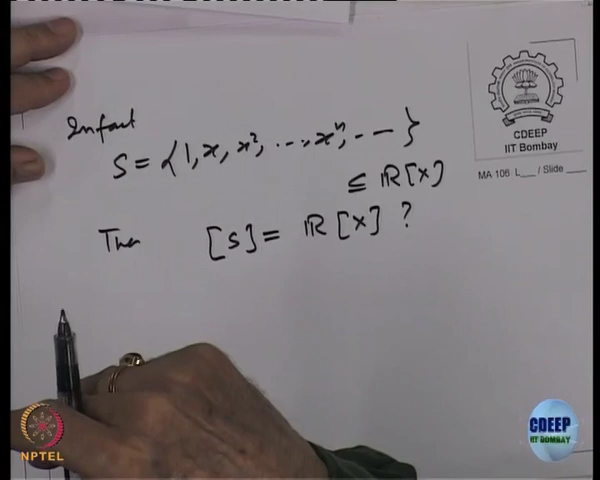 Infact
S = {1, x, x², ..., xⁿ, ---}
⊆ ℝ[x]
Then [S] = ℝ[x] ?
CDEEP
IIT Bombay
MA 106 L___ / Slide ___
NPTEL
CDEEP
IIT BOMBAY